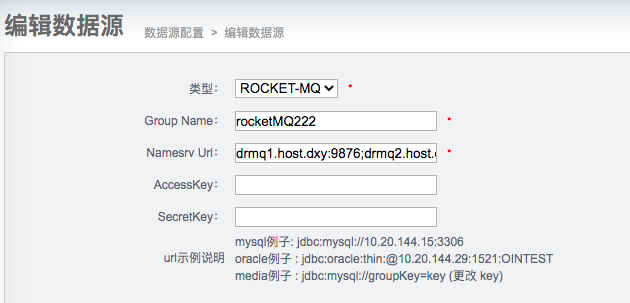 编辑数据源 数据源配置 > 编辑数据源
类型： ROCKET-MQ *
Group Name： rocketMQ222 *
Namesrv Url： drmq1.host.dxy:9876;drmq2.host. *
AccessKey：
SecretKey：
url示例说明
mysql例子: jdbc:mysql://10.20.144.15:3306
oracle例子 : jdbc:oracle:thin:@10.20.144.29:1521:OINTEST
media例子 : jdbc:mysql://groupKey=key (更改 key)